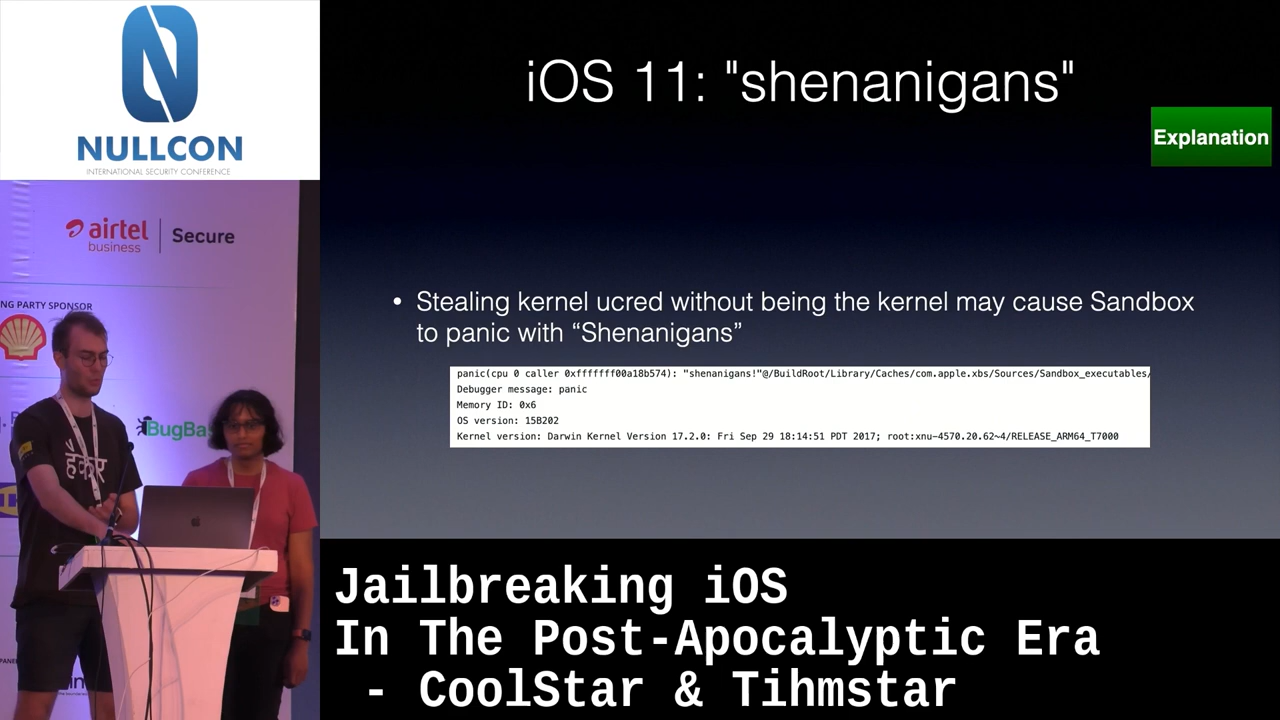 NULLCON
INTERNATIONAL SECURITY CONFERENCE
airtel
business
Secure
NG PARTY SPONSOR
BugBa
हॅकर
iOS 11: "shenanigans"
Explanation
• Stealing kernel ucred without being the kernel may cause Sandbox
to panic with “Shenanigans”
panic(cpu 0 caller 0xfffffff00a18b574): "shenanigans!"@/BuildRoot/Library/Caches/com.apple.xbs/Sources/Sandbox_executables/
Debugger message: panic
Memory ID: 0x6
OS version: 15B202
Kernel version: Darwin Kernel Version 17.2.0: Fri Sep 29 18:14:51 PDT 2017; root:xnu-4570.20.62~4/RELEASE_ARM64_T7000
Jailbreaking iOS
In The Post-Apocalyptic Era
- CoolStar & Tihmstar